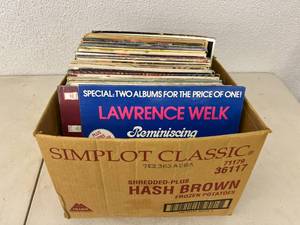 SPECIAL: TWO ALBUMS FOR THE PRICE OF ONE!
LAWRENCE WELK
Reminiscing
SIMPLOT CLASSIC
71179
36117
SHREDDED-PLUS
HASH BROWN
FROZEN POTATOES